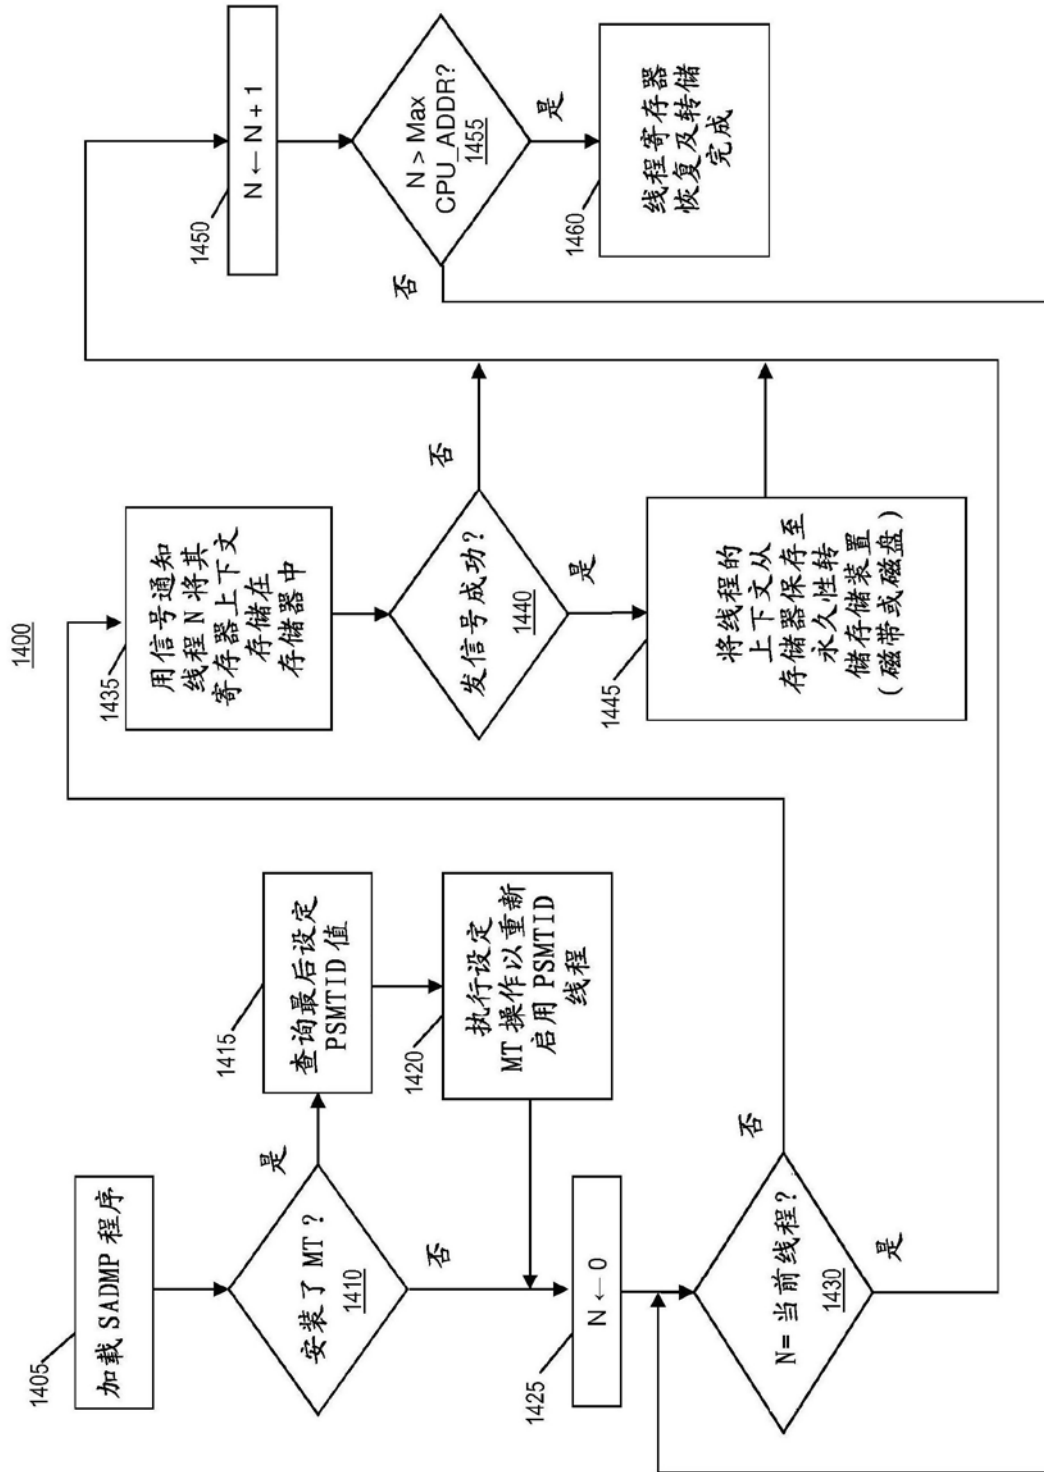 1400
1405
加载 SADMP 程序
安装了 MT？
1410
是
否
1415
查询最后设定
PSMTID 值
1420
执行设定
MT 操作以重新
启用 PSMTID
线程
1425
N ← 0
N= 当前线程？
1430
否
是
1435
用信号通知
线程 N 将其
寄存器上下文
存储在
存储器中
发信号成功？
1440
否
是
1445
将线程的
上下文从
存储器保存至
永久性转
储存储装置
（磁带或磁盘）
1450
N ← N + 1
N > Max
CPU_ADDR?
1455
否
是
1460
线程寄存器
恢复及转储
完成